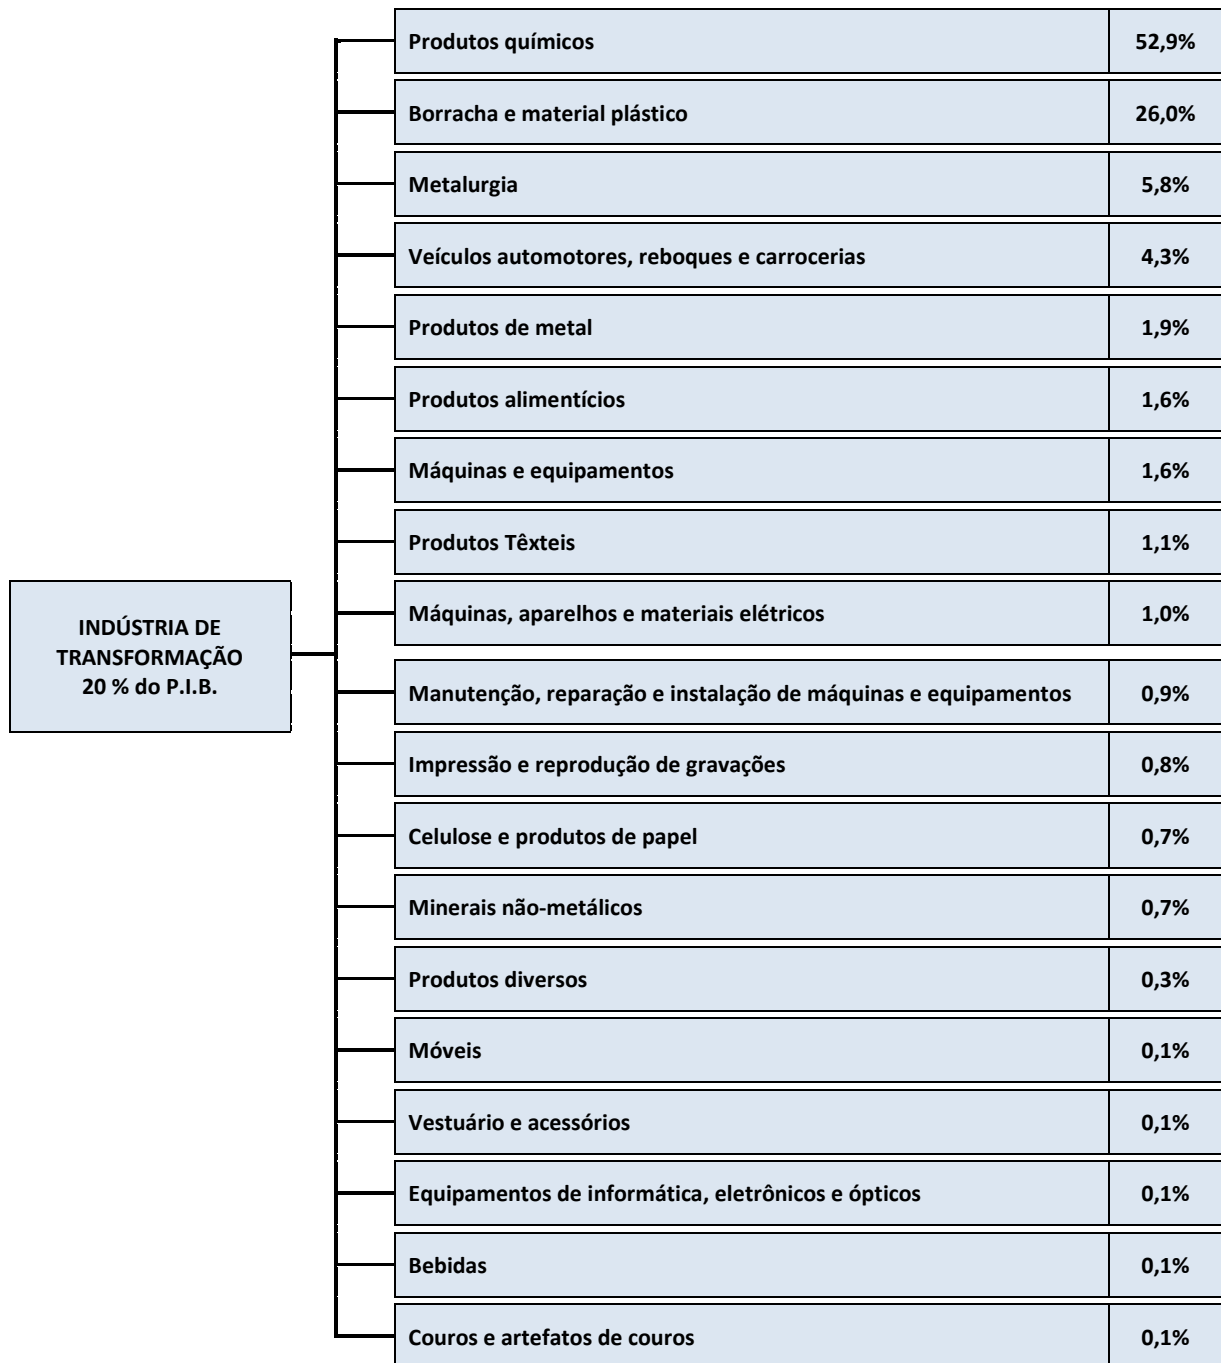 Produtos químicos 52,9%
Borracha e material plástico 26,0%
Metalurgia 5,8%
Veículos automotores, reboques e carrocerias 4,3%
Produtos de metal 1,9%
Produtos alimentícios 1,6%
Máquinas e equipamentos 1,6%
Produtos Têxteis 1,1%
Máquinas, aparelhos e materiais elétricos 1,0%
INDÚSTRIA DE
TRANSFORMAÇÃO
20 % do P.I.B.
Manutenção, reparação e instalação de máquinas e equipamentos 0,9%
Impressão e reprodução de gravações 0,8%
Celulose e produtos de papel 0,7%
Minerais não-metálicos 0,7%
Produtos diversos 0,3%
Móveis 0,1%
Vestuário e acessórios 0,1%
Equipamentos de informática, eletrônicos e ópticos 0,1%
Bebidas 0,1%
Couros e artefatos de couros 0,1%